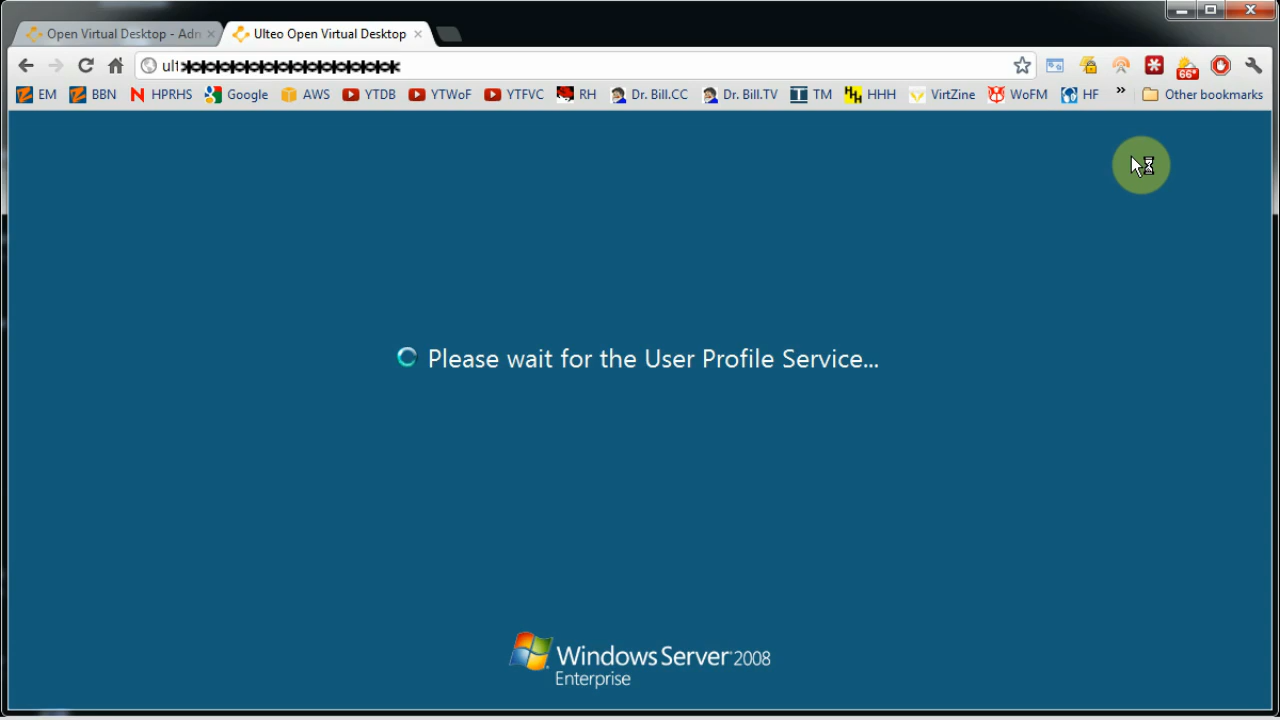 Open Virtual Desktop - Adn
Ulteo Open Virtual Desktop
ult
EM BBN HPRHS Google AWS YTDB YTWoF YTFVC RH Dr. Bill.CC Dr. Bill.TV TM HHH VirtZine WoFM HF » Other bookmarks
66°
Please wait for the User Profile Service...
Windows Server 2008
Enterprise